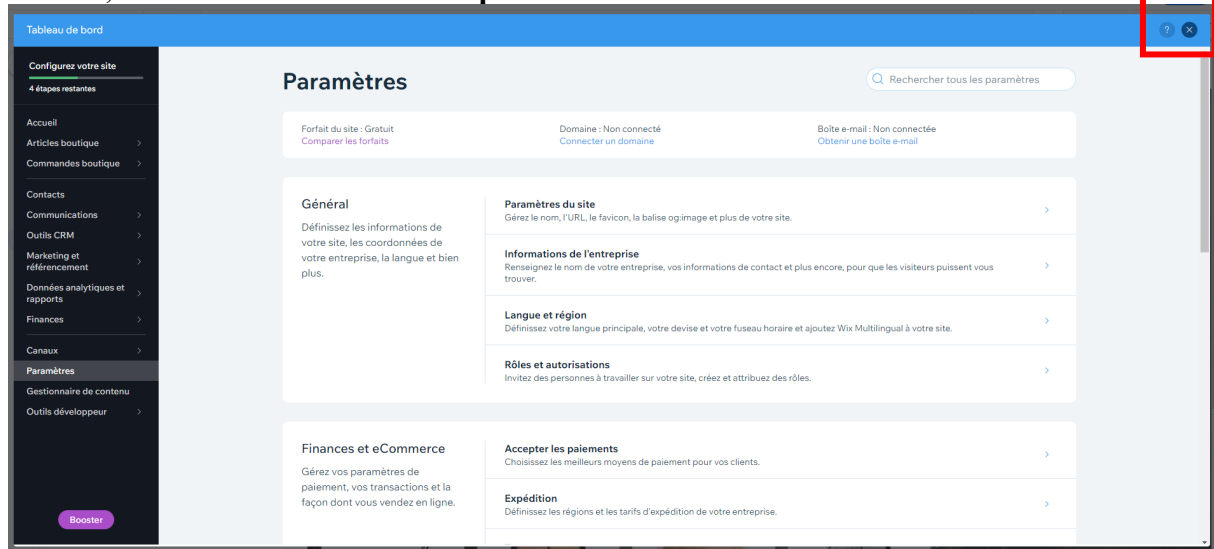 Tableau de bord
?
Configurez votre site
4 étapes restantes
Accueil
Articles boutique
Commandes boutique
Contacts
Communications
Outils CRM
Marketing et
référencement
Données analytiques et
rapports
Finances
Canaux
Paramètres
Gestionnaire de contenu
Outils développeur
Booster
Paramètres
Rechercher tous les paramètres
Forfait du site : Gratuit
Comparer les forfaits
Domaine : Non connecté
Connecter un domaine
Boîte e-mail : Non connectée
Obtenir une boîte e-mail
Général
Définissez les informations de
votre site, les coordonnées de
votre entreprise, la langue et bien
plus.
Paramètres du site
Gérez le nom, l'URL, le favicon, la balise og:image et plus de votre site.
Informations de l'entreprise
Renseignez le nom de votre entreprise, vos informations de contact et plus encore, pour que les visiteurs puissent vous
trouver.
Langue et région
Définissez votre langue principale, votre devise et votre fuseau horaire et ajoutez Wix Multilingual à votre site.
Rôles et autorisations
Invitez des personnes à travailler sur votre site, créez et attribuez des rôles.
Finances et eCommerce
Gérez vos paramètres de
paiement, vos transactions et la
façon dont vous vendez en ligne.
Accepter les paiements
Choisissez les meilleurs moyens de paiement pour vos clients.
Expédition
Définissez les régions et les tarifs d'expédition de votre entreprise.